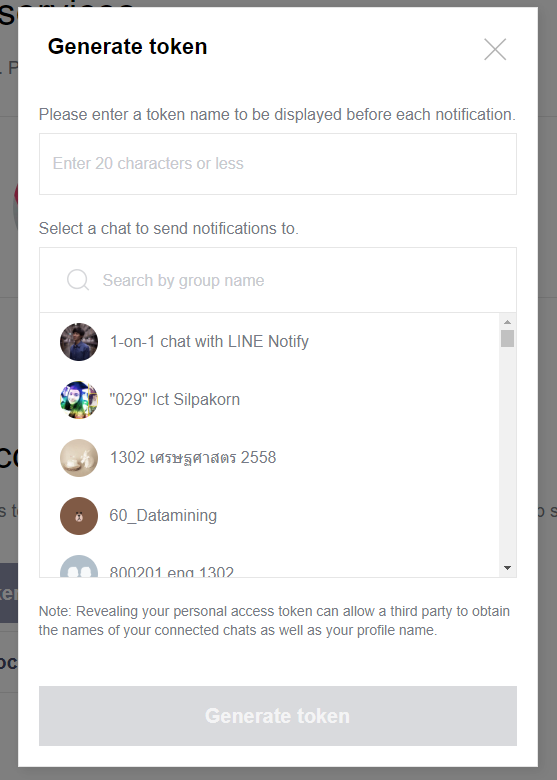 services
. P
Generate token
Please enter a token name to be displayed before each notification.
Enter 20 characters or less
Select a chat to send notifications to.
Search by group name
1-on-1 chat with LINE Notify
"029" Ict Silpakorn
1302 เศรษฐศาสตร 2558
60_Datamining
800201 eng 1302
Note: Revealing your personal access token can allow a third party to obtain
the names of your connected chats as well as your profile name.
Generate token